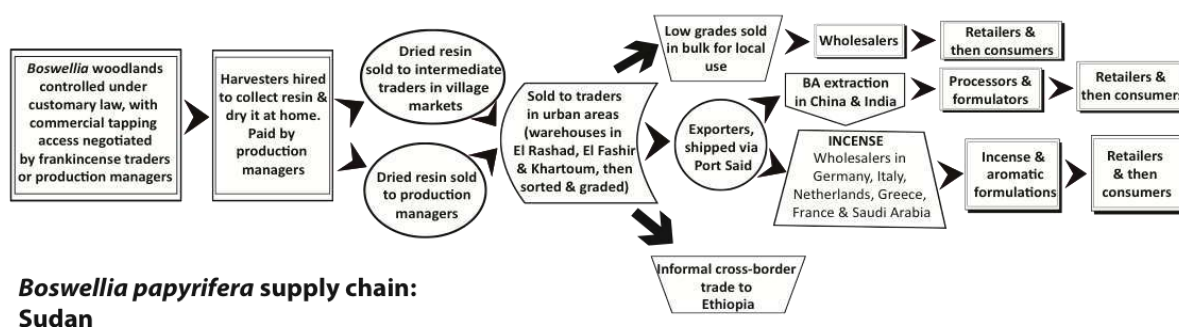 Boswellia woodlands
controlled under
customary law, with
commercial tapping
access negotiated
by frankincense traders
or production managers
Harvesters hired
to collect resin &
dry it at home.
Paid by
production
managers
Dried resin
sold to intermediate
traders in village
markets
Dried resin sold
to production
managers
Sold to traders
in urban areas
(warehouses in
El Rashad, El Fashir
& Khartoum, then
sorted & graded)
Low grades sold
in bulk for local
use
Wholesalers
Retailers &
then consumers
Exporters,
shipped via
Port Said
BA extraction
in China & India
Processors &
formulators
Retailers &
then consumers
INCENSE
Wholesalers in
Germany, Italy,
Netherlands, Greece,
France & Saudi Arabia
Incense &
aromatic
formulations
Retailers
& then
consumers
Informal cross-border
trade to
Ethiopia
Boswellia papyrifera supply chain:
Sudan